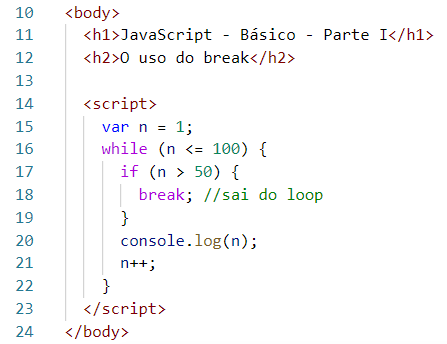 10 <body>
11 <h1>JavaScript - Básico - Parte I</h1>
12 <h2>O uso do break</h2>
13
14 <script>
15 var n = 1;
16 while (n <= 100) {
17 if (n > 50) {
18 break; //sai do loop
19 }
20 console.log(n);
21 n++;
22 }
23 </script>
24 </body>